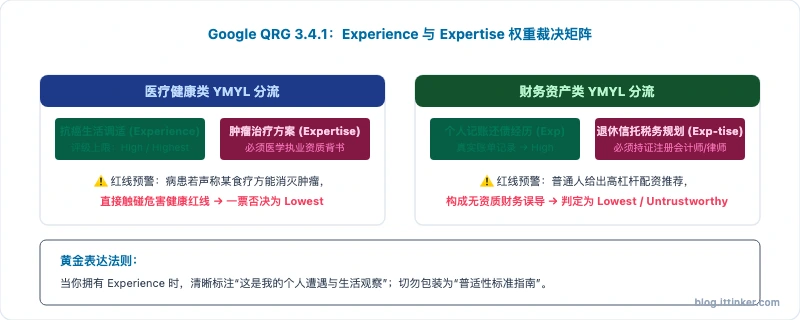 Google QRG 3.4.1：Experience 与 Expertise 权重裁决矩阵
医疗健康类 YMYL 分流
抗癌生活调适 (Experience)
评级上限：High / Highest
肿瘤治疗方案 (Expertise)
必须医学执业资质背书
⚠️ 红线预警：病患若声称某食疗方能消灭肿瘤，
直接触碰危害健康红线 → 一票否决为 Lowest
财务资产类 YMYL 分流
个人记账还债经历 (Exp)
真实账单记录 → High
退休信托税务规划 (Exp-tise)
必须持证注册会计师/律师
⚠️ 红线预警：普通人给出高杠杆配资推荐，
构成无资质财务误导 → 判定为 Lowest / Untrustworthy
黄金表达法则：
当你拥有 Experience 时，清晰标注“这是我的个人遭遇与生活观察”；切勿包装为“普适性标准指南”。
blog.ittinker.com